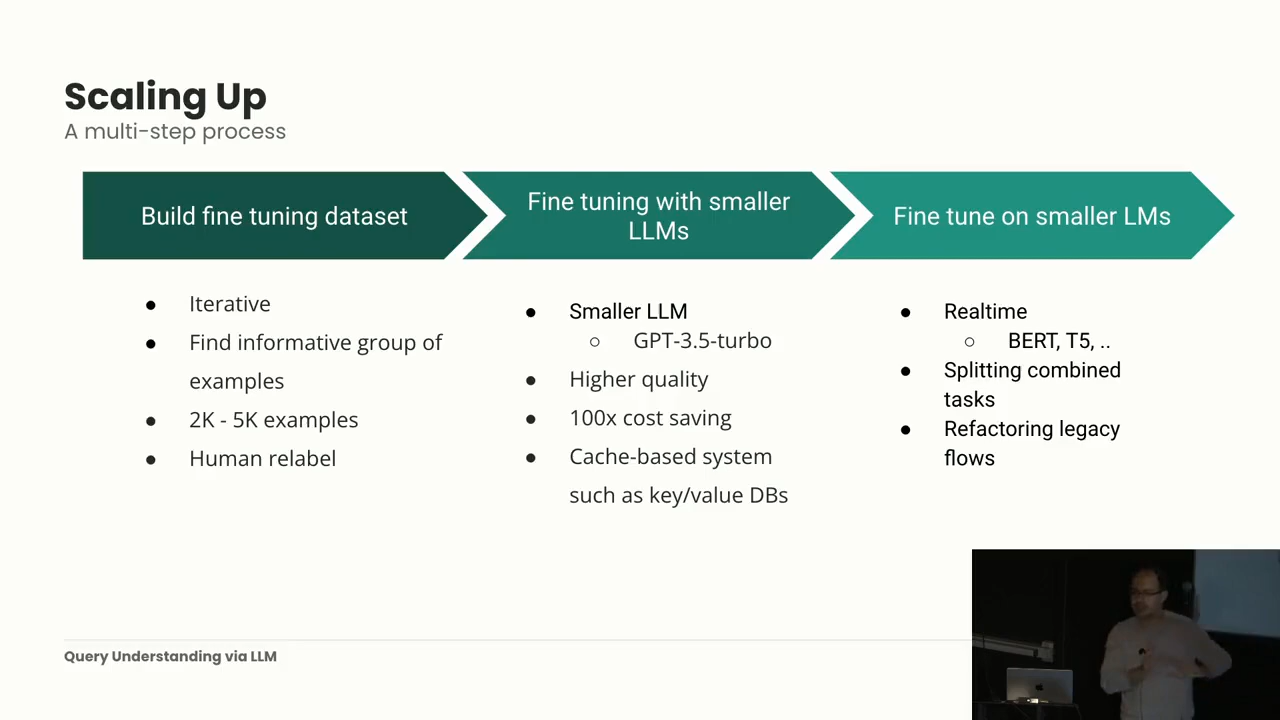 Scaling Up
A multi-step process
Build fine tuning dataset
Fine tuning with smaller
LLMs
Fine tune on smaller LMs
● Iterative
● Find informative group of
examples
● 2K - 5K examples
● Human relabel
● Smaller LLM
○ GPT-3.5-turbo
● Higher quality
● 100x cost saving
● Cache-based system
such as key/value DBs
● Realtime
○ BERT, T5, ..
● Splitting combined
tasks
● Refactoring legacy
flows
Query Understanding via LLM